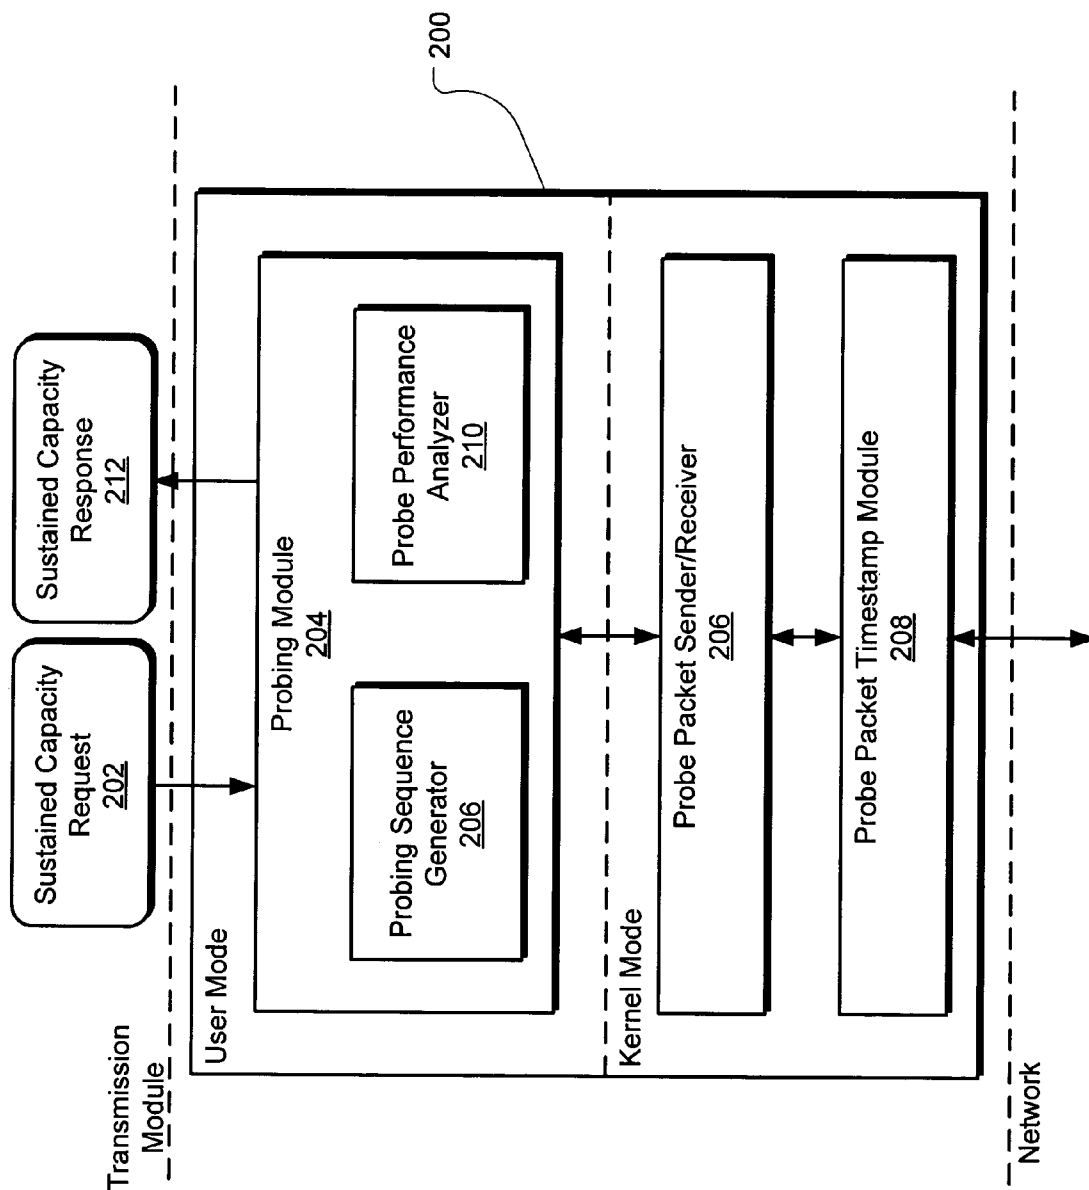 Transmission
Module
Sustained Capacity
Request
202
Sustained Capacity
Response
212
200
User Mode
Probing Module
204
Probing Sequence
Generator
206
Probe Performance
Analyzer
210
Kernel Mode
Probe Packet Sender/Receiver
206
Probe Packet Timestamp Module
208
Network